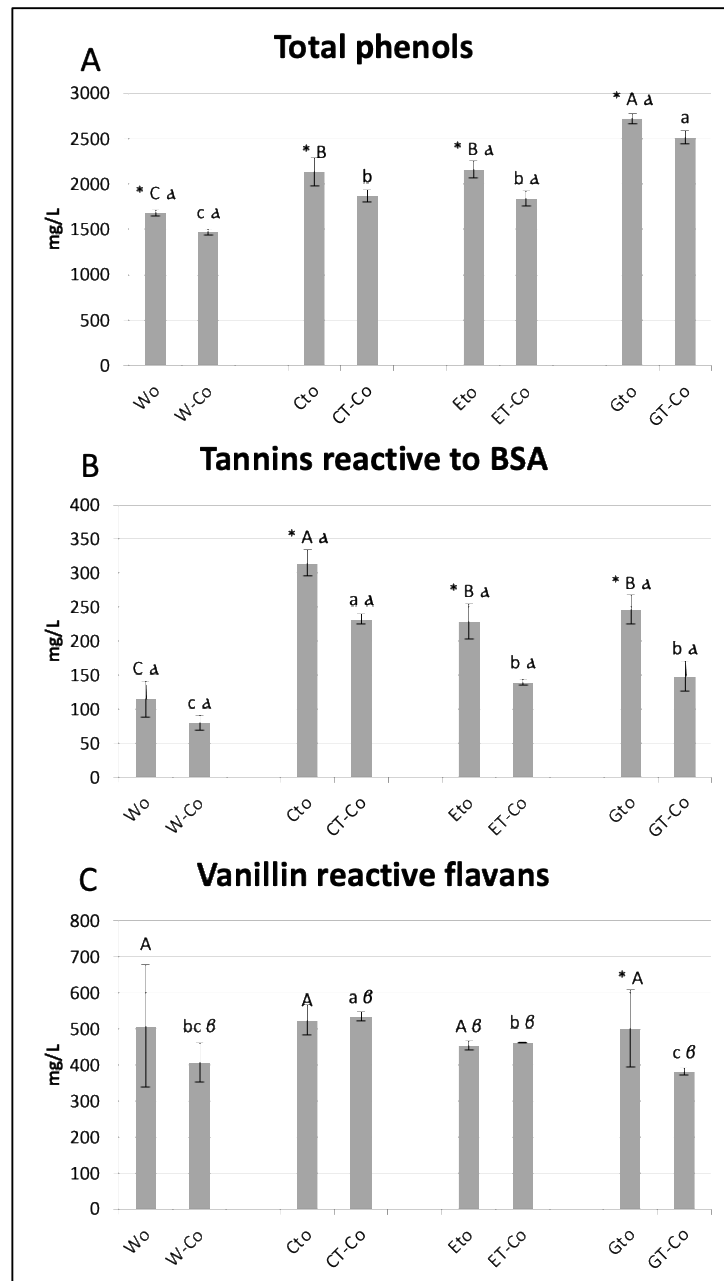 A
Total phenols
3000
2500
2000
1500
1000
500
0
mg/L
* C a
c a
* B
b
* B a
b a
* A a
a
Wo
W-Co
Cto
CT-Co
Eto
ET-Co
Gto
GT-Co
B
Tannins reactive to BSA
400
350
300
250
200
150
100
50
0
mg/L
C a
c a
* A a
a a
* B a
b a
* B a
b a
Wo
W-Co
Cto
CT-Co
Eto
ET-Co
Gto
GT-Co
C
Vanillin reactive flavans
800
700
600
500
400
300
200
100
0
mg/L
A
bc β
A
a β
A β
b β
* A
c β
Wo
W-Co
Cto
CT-Co
Eto
ET-Co
Gto
GT-Co